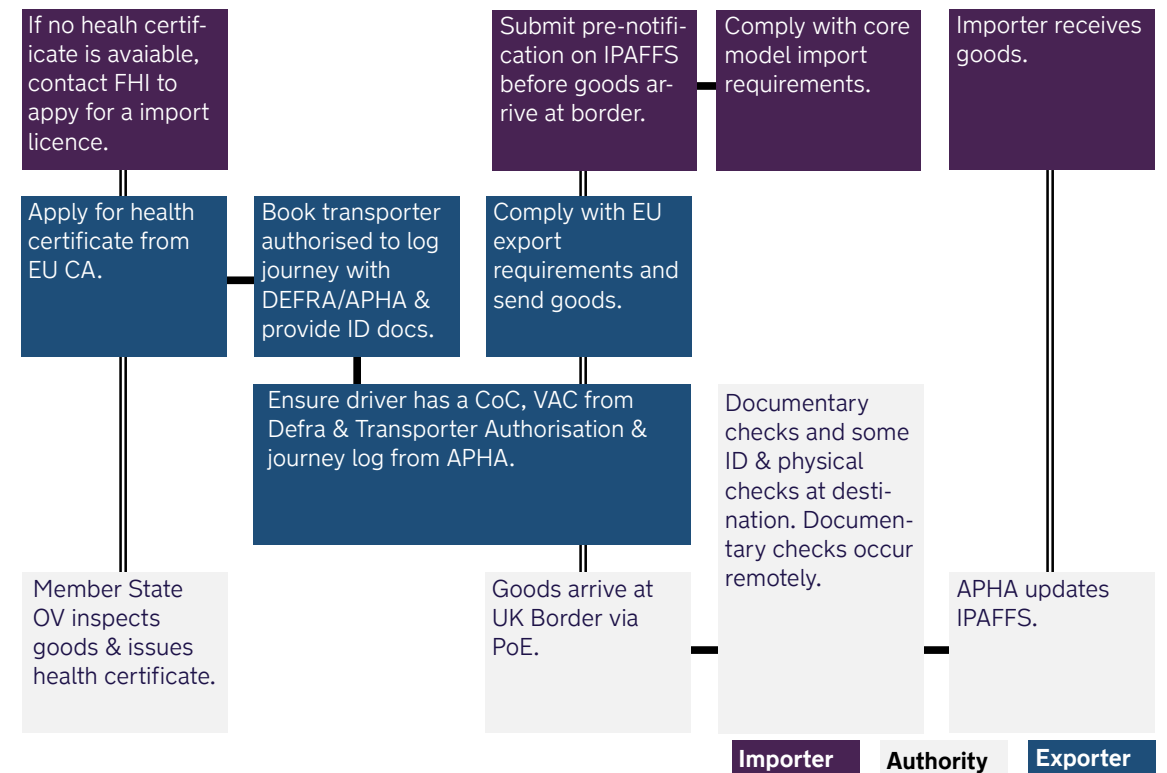 If no healh certif-
icate is avaiable,
contact FHI to
appy for a import
licence.
Submit pre-notifi-
cation on IPAFFS
before goods ar-
rive at border.
Comply with core
model import
requirements.
Importer receives
goods.
Apply for health
certificate from
EU CA.
Book transporter
authorised to log
journey with
DEFRA/APHA &
provide ID docs.
Comply with EU
export
requirements and
send goods.
Ensure driver has a CoC, VAC from
Defra & Transporter Authorisation &
journey log from APHA.
Documentary
checks and some
ID & physical
checks at desti-
nation. Documen-
tary checks occur
remotely.
Member State
OV inspects
goods & issues
health certificate.
Goods arrive at
UK Border via
PoE.
APHA updates
IPAFFS.
Importer
Authority
Exporter